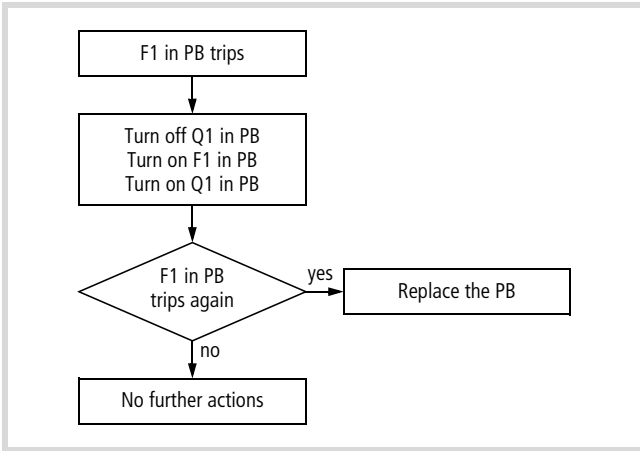 F1 in PB trips
Turn off Q1 in PB
Turn on F1 in PB
Turn on Q1 in PB
F1 in PB
trips again
yes
Replace the PB
no
No further actions